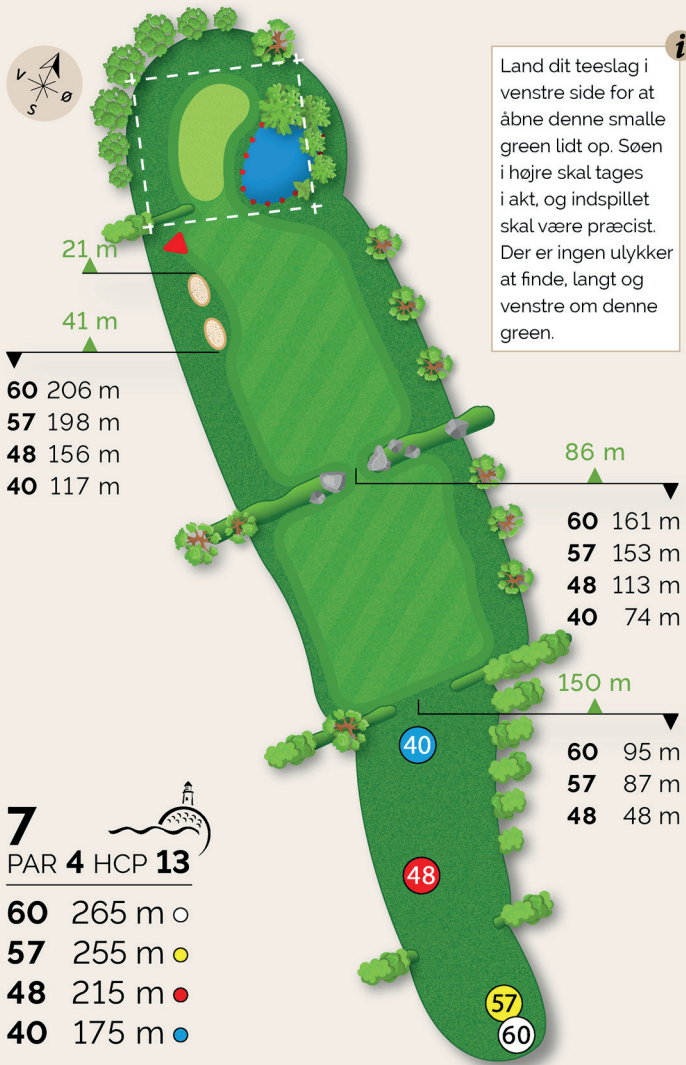 V
S
Ø
i
Land dit teeslag i
venstre side for at
åbne denne smalle
green lidt op. Søen
i højre skal tages
i akt, og indspillet
skal være præcist.
Der er ingen ulykker
at finde, langt og
venstre om denne
green.
21 m
41 m
60 206 m
57 198 m
48 156 m
40 117 m
86 m
60 161 m
57 153 m
48 113 m
40 74 m
150 m
60 95 m
57 87 m
48 48 m
40
48
57
60
7
PAR 4 HCP 13
60 265 m
57 255 m
48 215 m
40 175 m